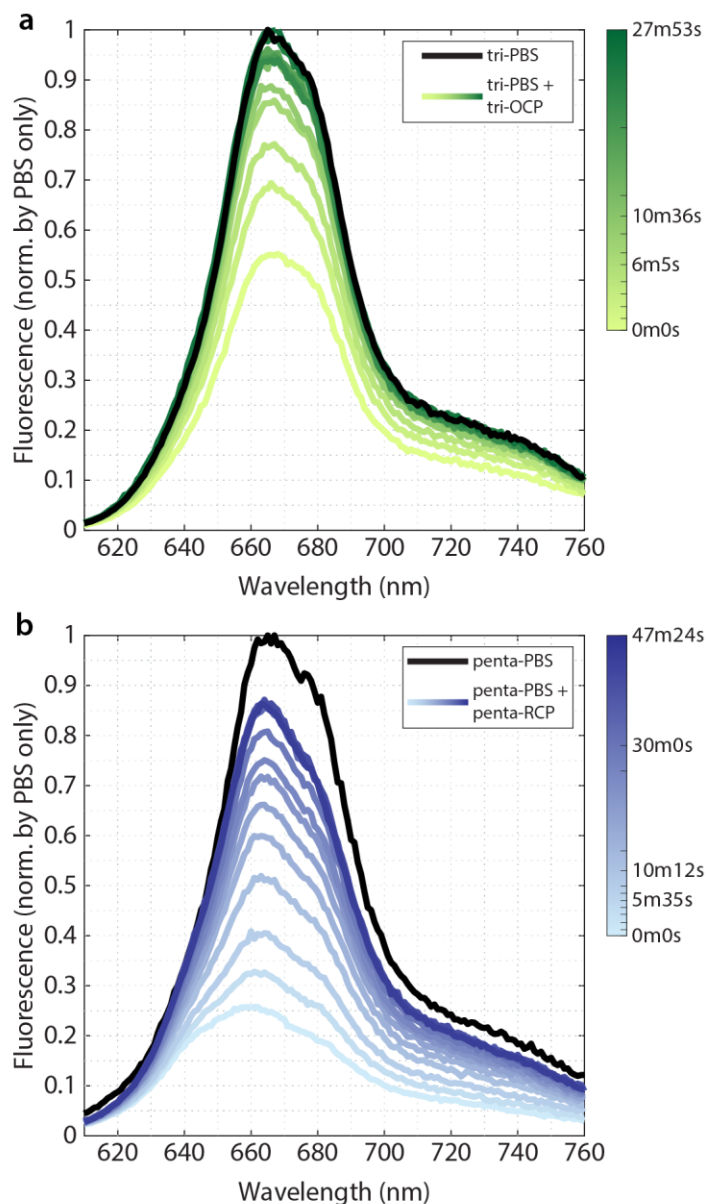 a
Fluorescence (norm. by PBS only)
1
0.9
0.8
0.7
0.6
0.5
0.4
0.3
0.2
0.1
0
620 640 660 680 700 720 740 760
Wavelength (nm)
tri-PBS
tri-PBS +
tri-OCP
27m53s
10m36s
6m5s
0m0s
b
Fluorescence (norm. by PBS only)
1
0.9
0.8
0.7
0.6
0.5
0.4
0.3
0.2
0.1
0
620 640 660 680 700 720 740 760
Wavelength (nm)
penta-PBS
penta-PBS +
penta-RCP
47m24s
30m0s
10m12s
5m35s
0m0s